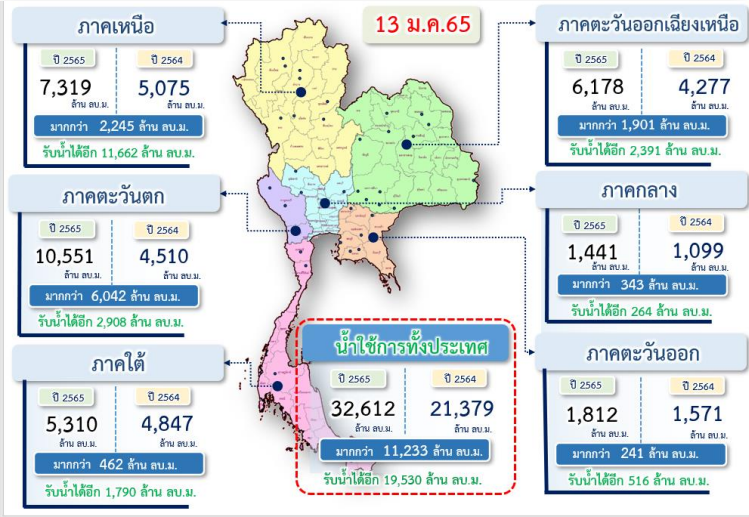 13 ม.ค.65
ภาคเหนือ
ปี 2565 ปี 2564
7,319 5,075
ล้าน ลบ.ม. ล้าน ลบ.ม.
มากกว่า 2,245 ล้าน ลบ.ม.
รับน้ำได้อีก 11,662 ล้าน ลบ.ม.
ภาคตะวันออกเฉียงเหนือ
ปี 2565 ปี 2564
6,178 4,277
ล้าน ลบ.ม. ล้าน ลบ.ม.
มากกว่า 1,901 ล้าน ลบ.ม.
รับน้ำได้อีก 2,391 ล้าน ลบ.ม.
ภาคตะวันตก
ปี 2565 ปี 2564
10,551 4,510
ล้าน ลบ.ม. ล้าน ลบ.ม.
มากกว่า 6,042 ล้าน ลบ.ม.
รับน้ำได้อีก 2,908 ล้าน ลบ.ม.
ภาคกลาง
ปี 2565 ปี 2564
1,441 1,099
ล้าน ลบ.ม. ล้าน ลบ.ม.
มากกว่า 343 ล้าน ลบ.ม.
รับน้ำได้อีก 264 ล้าน ลบ.ม.
ภาคใต้
ปี 2565 ปี 2564
5,310 4,847
ล้าน ลบ.ม. ล้าน ลบ.ม.
มากกว่า 462 ล้าน ลบ.ม.
รับน้ำได้อีก 1,790 ล้าน ลบ.ม.
น้ำใช้การทั้งประเทศ
ปี 2565 ปี 2564
32,612 21,379
ล้าน ลบ.ม. ล้าน ลบ.ม.
มากกว่า 11,233 ล้าน ลบ.ม.
รับน้ำได้อีก 19,530 ล้าน ลบ.ม.
ภาคตะวันออก
ปี 2565 ปี 2564
1,812 1,571
ล้าน ลบ.ม. ล้าน ลบ.ม.
มากกว่า 241 ล้าน ลบ.ม.
รับน้ำได้อีก 516 ล้าน ลบ.ม.